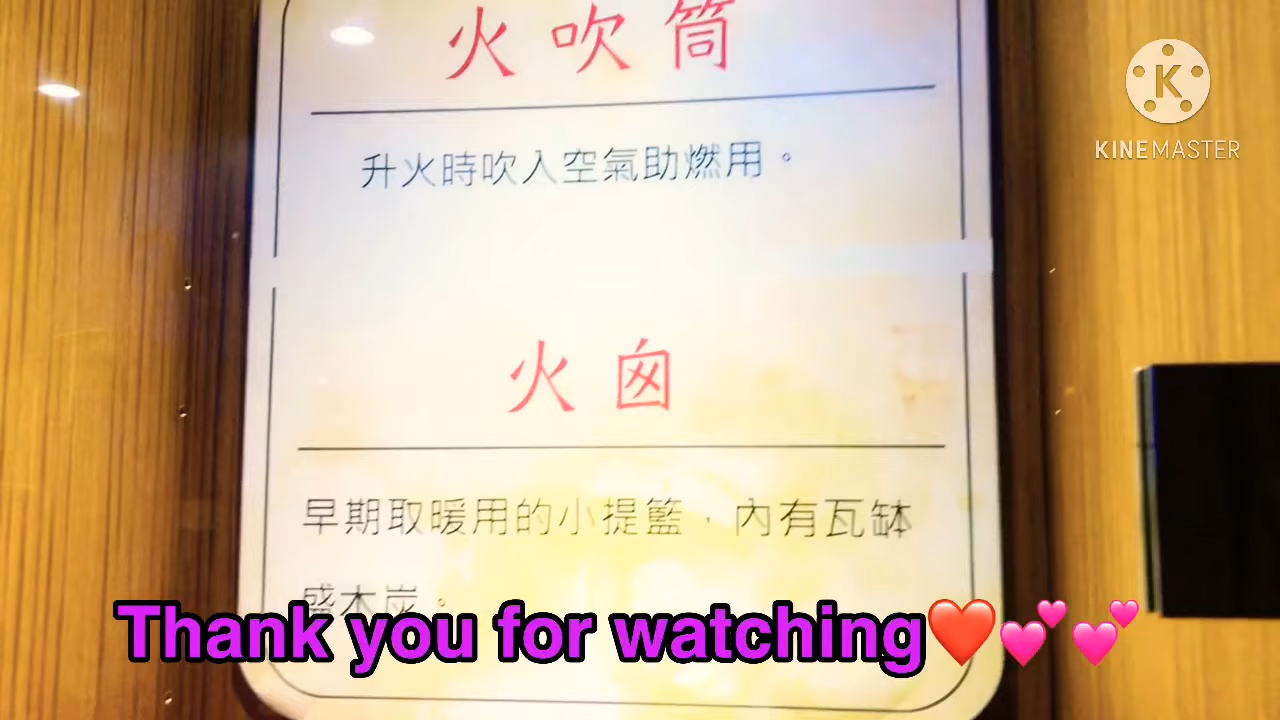 火吹筒
升火時吹入空氣助燃用。
火囪
早期取暖用的小提籃，內有瓦缽
盛木炭。
Thank you for watching❤️💕💕
K
KINEMASTER